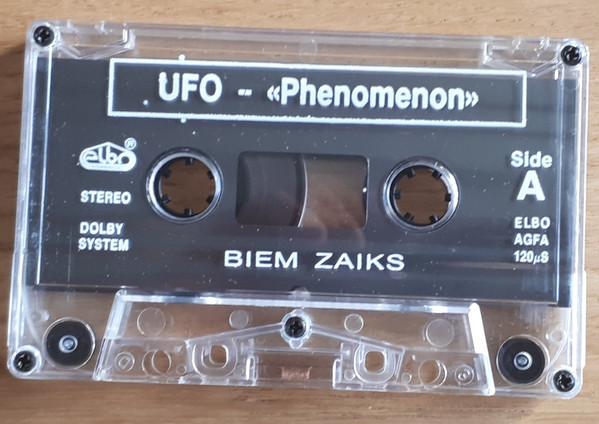 UFO -- «Phenomenon»
elbo®
STEREO
DOLBY
SYSTEM
Side
A
ELBO
AGFA
120µS
BIEM ZAIKS